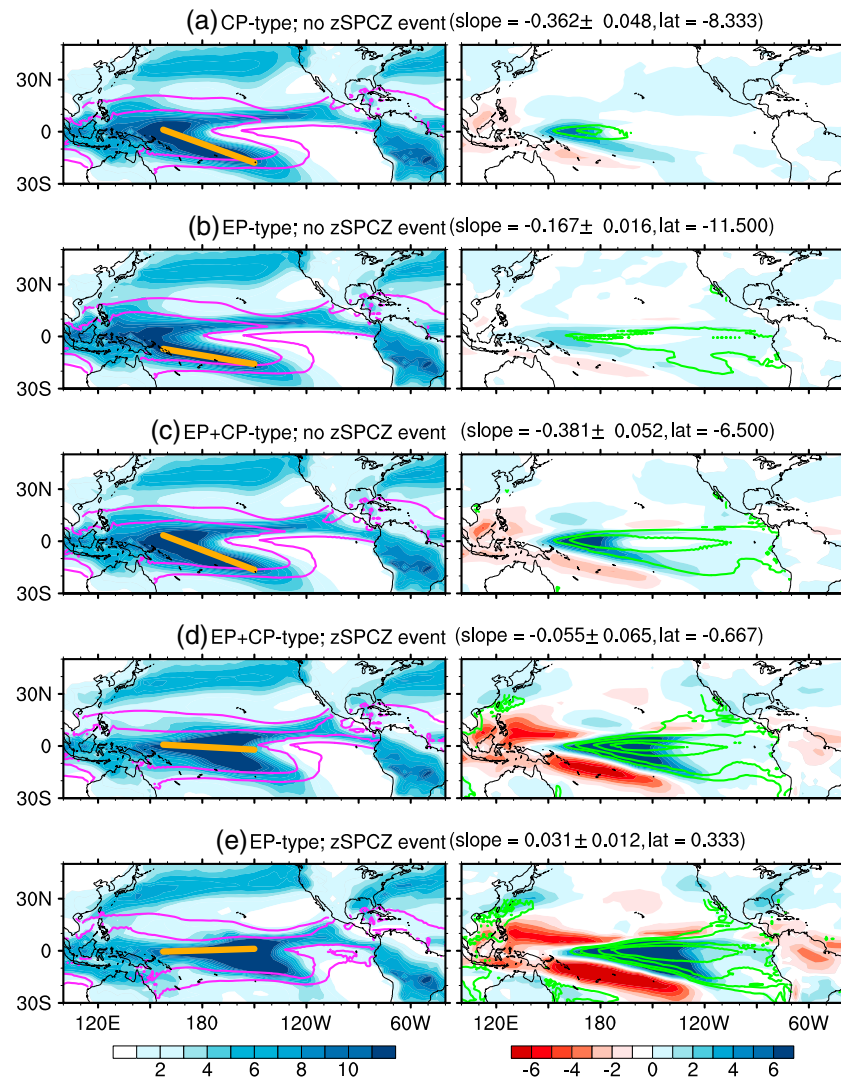 (a) CP-type; no zSPCZ event (slope = -0.362± 0.048, lat = -8.333)
30N
0
30S
(b) EP-type; no zSPCZ event (slope = -0.167± 0.016, lat = -11.500)
30N
0
30S
(c) EP+CP-type; no zSPCZ event (slope = -0.381± 0.052, lat = -6.500)
30N
0
30S
(d) EP+CP-type; zSPCZ event (slope = -0.055± 0.065, lat = -0.667)
30N
0
30S
(e) EP-type; zSPCZ event (slope = 0.031± 0.012, lat = 0.333)
30N
0
30S
120E 180 120W 60W 120E 180 120W 60W
2 4 6 8 10 -6 -4 -2 0 2 4 6